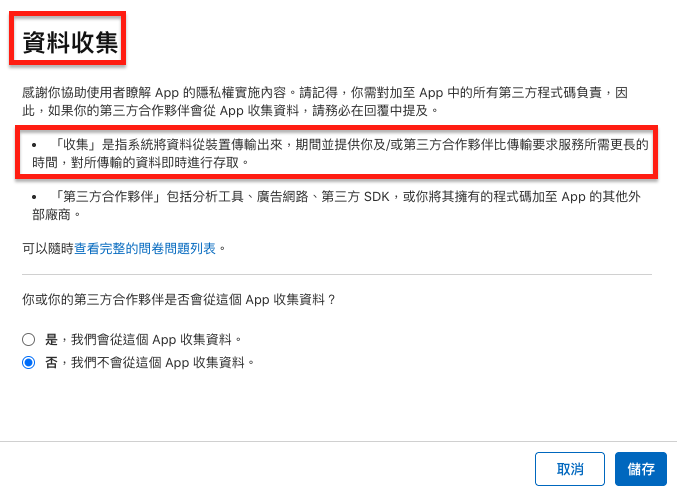 資料收集
感謝你協助使用者瞭解 App 的隱私權實施內容。請記得，你需對加至 App 中的所有第三方程式碼負責，因
此，如果你的第三方合作夥伴會從 App 收集資料，請務必在回覆中提及。
• 「收集」是指系統將資料從裝置傳輸出來，期間並提供你及/或第三方合作夥伴比傳輸要求服務所需更長的
時間，對所傳輸的資料即時進行存取。
• 「第三方合作夥伴」包括分析工具、廣告網路、第三方 SDK，或你將其擁有的程式碼加至 App 的其他外
部廠商。
可以隨時查看完整的問卷問題列表。
你或你的第三方合作夥伴是否會從這個 App 收集資料？
是，我們會從這個 App 收集資料。
否，我們不會從這個 App 收集資料。
取消
儲存